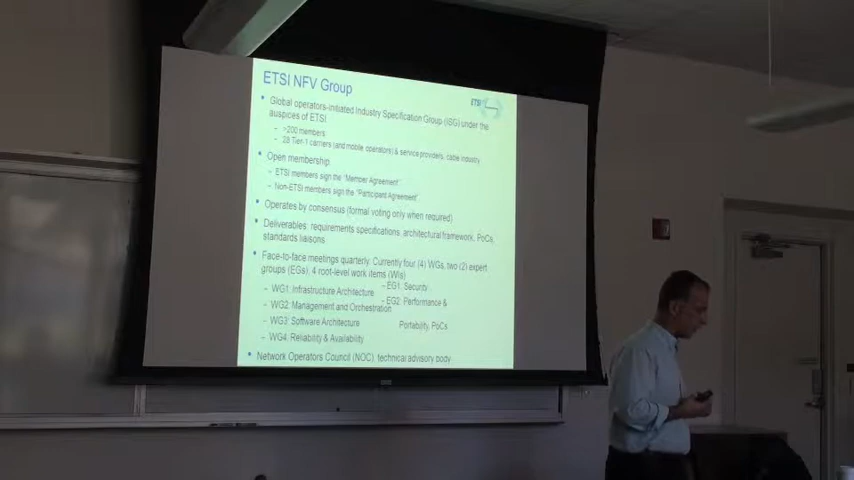 ETSI NFV Group
ETSI
• Global operators-initiated Industry Specification Group (ISG) under the
auspices of ETSI
- >200 members
- 28 Tier-1 carriers (and mobile operators) & service providers, cable industry
• Open membership
- ETSI members sign the "Member Agreement"
- Non-ETSI members sign the "Participant Agreement"
• Operates by consensus (formal voting only when required)
• Deliverables: requirements specifications, architectural framework, PoCs,
standards liaisons
• Face-to-face meetings quarterly. Currently four (4) WGs, two (2) expert
groups (EGs), 4 root-level work items (WIs)
- WG1: Infrastructure Architecture
- WG2: Management and Orchestration
- WG3: Software Architecture
- WG4: Reliability & Availability
- EG1: Security
- EG2: Performance &
Portability, PoCs
• Network Operators Council (NOC), technical advisory body